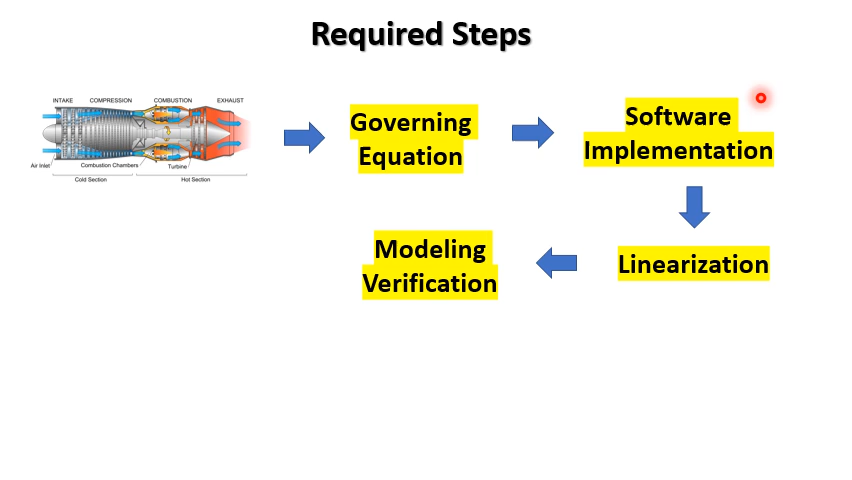 Required Steps
INTAKE COMPRESSION COMBUSTION EXHAUST
Air Inlet Combustion Chambers Turbine
Cold Section Hot Section
Governing
Equation
Software
Implementation
Linearization
Modeling
Verification